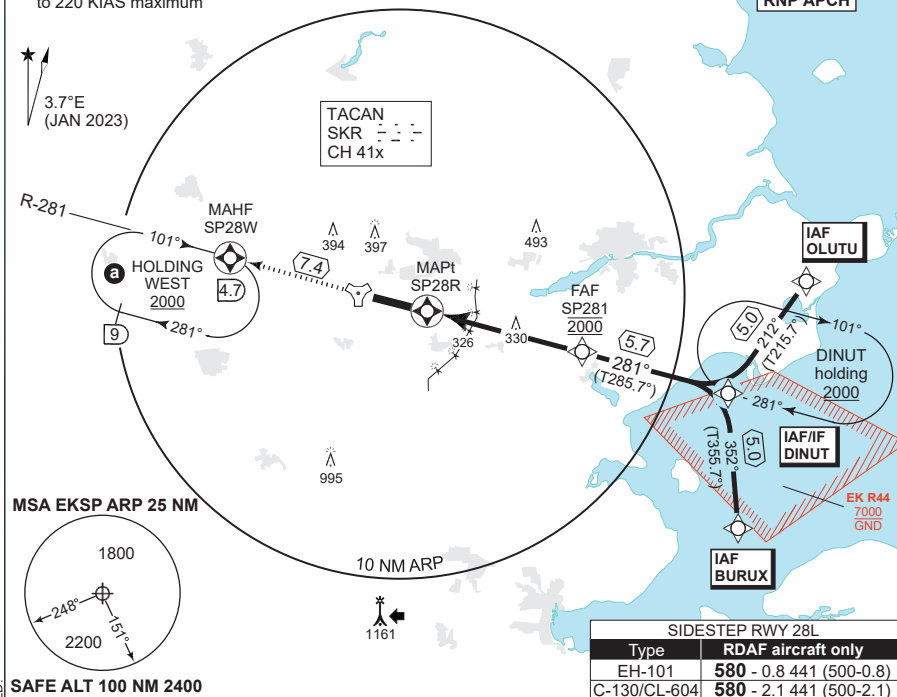 to 220 KIAS maximum
RNP APCH
3.7°E
(JAN 2023)
TACAN
SKR
CH 41x
R-281
101°
MAHF
SP28W
394
397
493
IAF
OLUTU
a
HOLDING
WEST
2000
4.7
7.4
MAPt
SP28R
FAF
SP281
2000
5.0
212°
(T215.7°)
101°
281°
9
326
330
5.7
281°
(T285.7°)
DINUT
holding
2000
281°
IAF/IF
DINUT
5.0
352°
(T355.7°)
995
EK R44
7000
GND
MSA EKSP ARP 25 NM
1800
248°
151°
2200
10 NM ARP
IAF
BURUX
1161
SAFE ALT 100 NM 2400
SIDESTEP RWY 28L
Type RDAF aircraft only
EH-101 580 - 0.8 441 (500-0.8)
C-130/CL-604 580 - 2.1 441 (500-2.1)